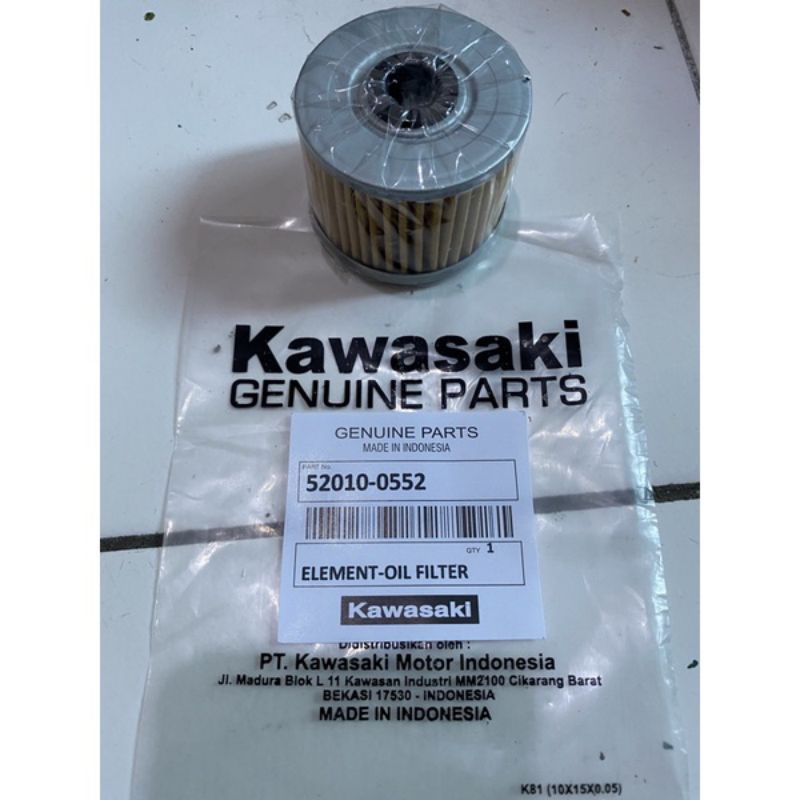 Kawasaki
GENUINE PARTS
GENUINE PARTS
MADE IN INDONESIA
PART No.
52010-0552
QTY 1
ELEMENT-OIL FILTER
Kawasaki
Didistribusikan oleh :
PT. Kawasaki Motor Indonesia
Jl. Madura Blok L 11 Kawasan Industri MM2100 Cikarang Barat
BEKASI 17530 - INDONESIA
MADE IN INDONESIA
K81 (10X15X0.05)